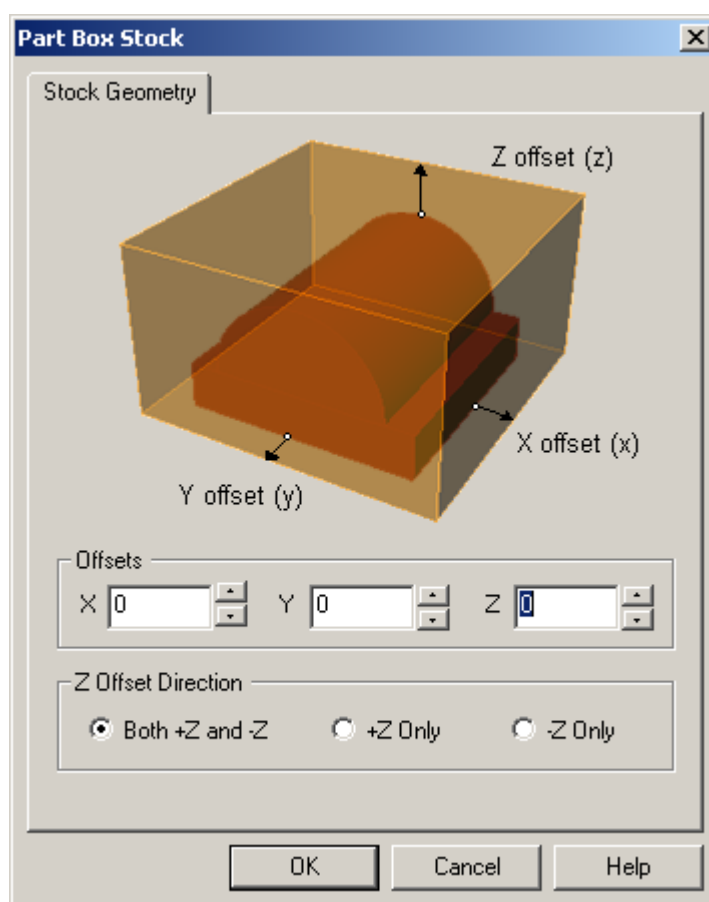 Part Box Stock
Stock Geometry
Z offset (z)
X offset (x)
Y offset (y)
Offsets
X 0 Y 0 Z 0
Z Offset Direction
Both +Z and -Z +Z Only -Z Only
OK Cancel Help